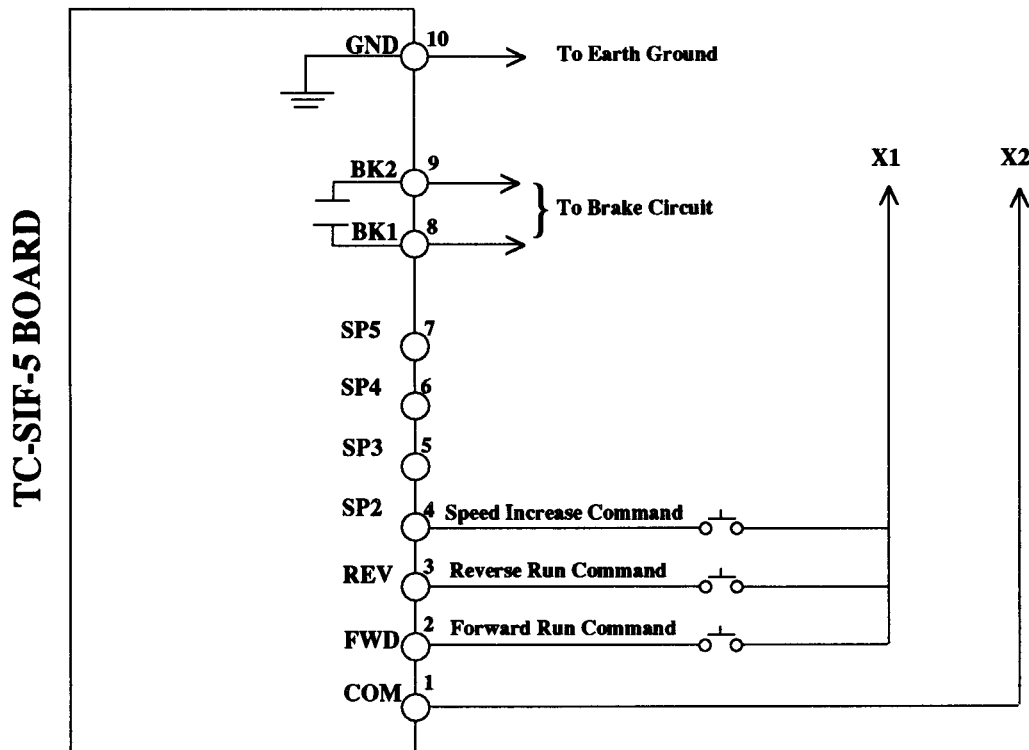 TC-SIF-5 BOARD
GND 10 To Earth Ground
X1 X2
BK2 9
To Brake Circuit
BK1 8
SP5 7
SP4 6
SP3 5
SP2 4 Speed Increase Command
REV 3 Reverse Run Command
FWD 2 Forward Run Command
COM 1